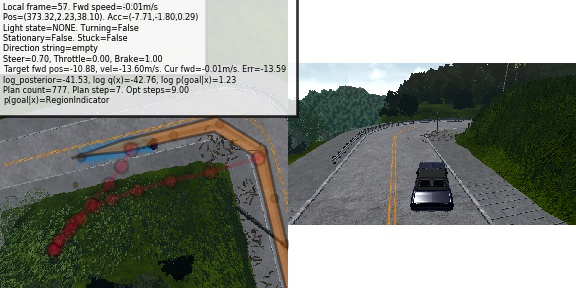 Local frame=57. Fwd speed=-0.01m/s
Pos=(373.32,2.23,38.10). Acc=(-7.71,-1.80,0.29)
Light state=NONE. Turning=False
Stationary=False. Stuck=False
Direction string=empty
Steer=0.70, Throttle=0.00, Brake=1.00
Target fwd pos=-10.88, vel=-13.60m/s. Cur fwd=-0.01m/s. Err=-13.59
log_posterior=-41.53, log q(x)=-42.76, log p(goal|x)=1.23
Plan count=777. Plan step=7. Opt steps=9.00
p(goal|x)=RegionIndicator